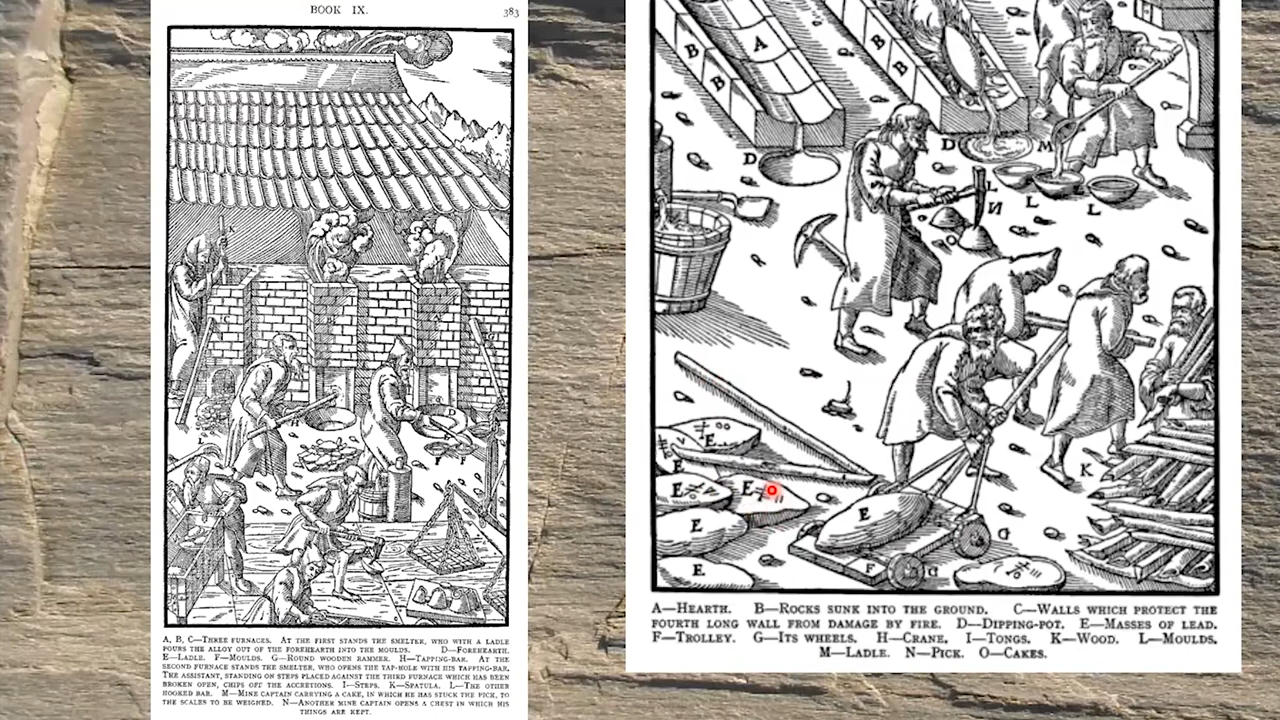 BOOK IX.
383
A, B, C—THREE FURNACES. AT THE FIRST STANDS THE SMELTER, WHO WITH A LADLE
POURS THE ALLOY OUT OF THE FOREHEARTH INTO THE MOULDS. D—FOREHEARTH.
E—LADLE. F—MOULDS. G—ROUND WOODEN RAMMER. H—TAPPING-BAR. AT THE
SECOND FURNACE STANDS THE SMELTER, WHO OPENS THE TAP-HOLE WITH HIS TAPPING-BAR.
THE ASSISTANT, STANDING ON STEPS PLACED AGAINST THE THIRD FURNACE WHICH HAS BEEN
BROKEN OPEN, CHIPS OFF THE ACCRETIONS. I—STEPS. K—SPATULA. L—THE OTHER
HOOKED BAR. M—MINE CAPTAIN CARRYING A CAKE, IN WHICH HE HAS STUCK THE PICK, TO
THE SCALES TO BE WEIGHED. N—ANOTHER MINE CAPTAIN OPENS A CHEST IN WHICH HIS
THINGS ARE KEPT.
B
A
B
B
B
D
D
M
L
L
L
N
O
K
E
E
E
E
E
E
E
F
G
G
A—HEARTH. B—ROCKS SUNK INTO THE GROUND. C—WALLS WHICH PROTECT THE
FOURTH LONG WALL FROM DAMAGE BY FIRE. D—DIPPING-POT. E—MASSES OF LEAD.
F—TROLLEY. G—ITS WHEELS. H—CRANE. I—TONGS. K—WOOD. L—MOULDS.
M—LADLE. N—PICK. O—CAKES.